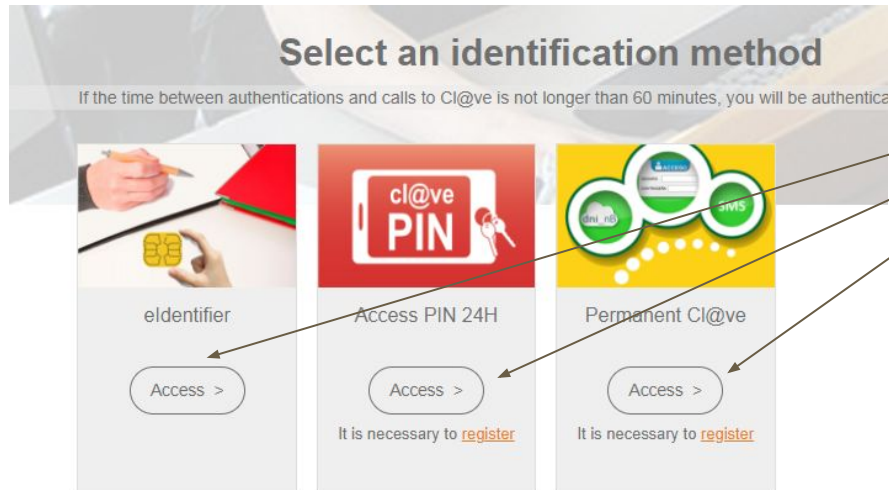 Select an identification method
If the time between authentications and calls to Cl@ve is not longer than 60 minutes, you will be authentica
cl@ve
PIN
ACCESO
dni_nB
SMS
eIdentifier
Access PIN 24H
Permanent Cl@ve
Access >
Access >
Access >
It is necessary to register
It is necessary to register